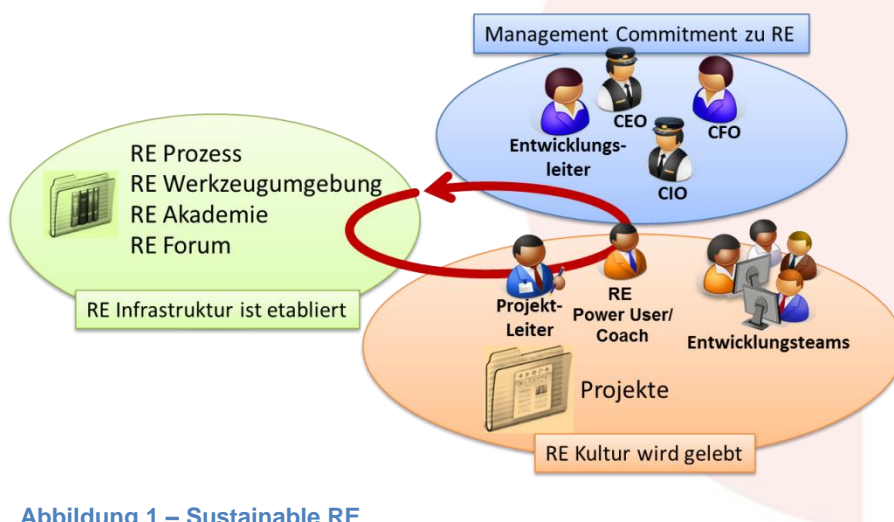 Management Commitment zu RE
CEO
CFO
Entwicklungs-
leiter
CIO
RE Prozess
RE Werkzeugumgebung
RE Akademie
RE Forum
RE Infrastruktur ist etabliert
Projekt-
Leiter
RE
Power User/
Coach
Entwicklungsteams
Projekte
RE Kultur wird gelebt
Abbildung 1 – Sustainable RE